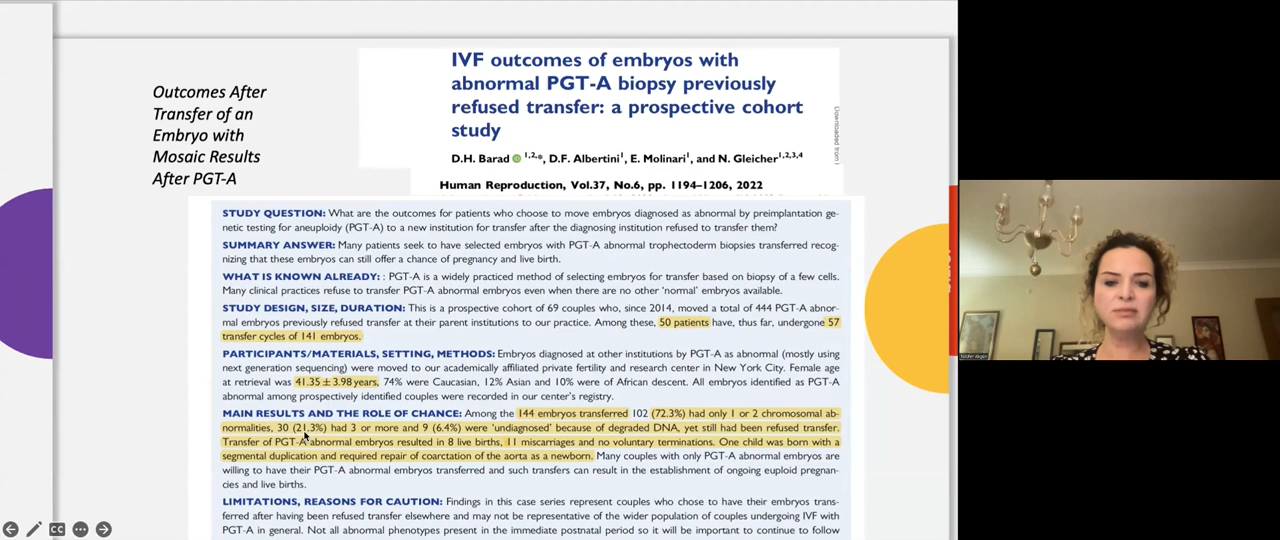 Outcomes After
Transfer of an
Embryo with
Mosaic Results
After PGT-A
IVF outcomes of embryos with
abnormal PGT-A biopsy previously
refused transfer: a prospective cohort
study
D.H. Barad 1,2,*, D.F. Albertini1, E. Molinari1, and N. Gleicher1,2,3,4
Human Reproduction, Vol.37, No.6, pp. 1194–1206, 2022
Downloaded from
STUDY QUESTION: What are the outcomes for patients who choose to move embryos diagnosed as abnormal by preimplantation ge-
netic testing for aneuploidy (PGT-A) to a new institution for transfer after the diagnosing institution refused to transfer them?
SUMMARY ANSWER: Many patients seek to have selected embryos with PGT-A abnormal trophectoderm biopsies transferred recog-
nizing that these embryos can still offer a chance of pregnancy and live birth.
WHAT IS KNOWN ALREADY: : PGT-A is a widely practiced method of selecting embryos for transfer based on biopsy of a few cells.
Many clinical practices refuse to transfer PGT-A abnormal embryos even when there are no other 'normal' embryos available.
STUDY DESIGN, SIZE, DURATION: This is a prospective cohort of 69 couples who, since 2014, moved a total of 444 PGT-A abnor-
mal embryos previously refused transfer at their parent institutions to our practice. Among these, 50 patients have, thus far, undergone 57
transfer cycles of 141 embryos.
PARTICIPANTS/MATERIALS, SETTING, METHODS: Embryos diagnosed at other institutions by PGT-A as abnormal (mostly using
next generation sequencing) were moved to our academically affiliated private fertility and research center in New York City. Female age
at retrieval was 41.35 ± 3.98 years, 74% were Caucasian, 12% Asian and 10% were of African descent. All embryos identified as PGT-A
abnormal among prospectively identified couples were recorded in our center's registry.
MAIN RESULTS AND THE ROLE OF CHANCE: Among the 144 embryos transferred 102 (72.3%) had only 1 or 2 chromosomal ab-
normalities, 30 (21.3%) had 3 or more and 9 (6.4%) were 'undiagnosed' because of degraded DNA, yet still had been refused transfer.
Transfer of PGT-A abnormal embryos resulted in 8 live births, 11 miscarriages and no voluntary terminations. One child was born with a
segmental duplication and required repair of coarctation of the aorta as a newborn. Many couples with only PGT-A abnormal embryos are
willing to have their PGT-A abnormal embryos transferred and such transfers can result in the establishment of ongoing euploid pregnan-
cies and live births.
LIMITATIONS, REASONS FOR CAUTION: Findings in this case series represent couples who chose to have their embryos trans-
ferred after having been refused transfer elsewhere and may not be representative of the wider population of couples undergoing IVF with
PGT-A in general. Not all abnormal phenotypes present in the immediate postnatal period so it will be important to continue to follow
CC